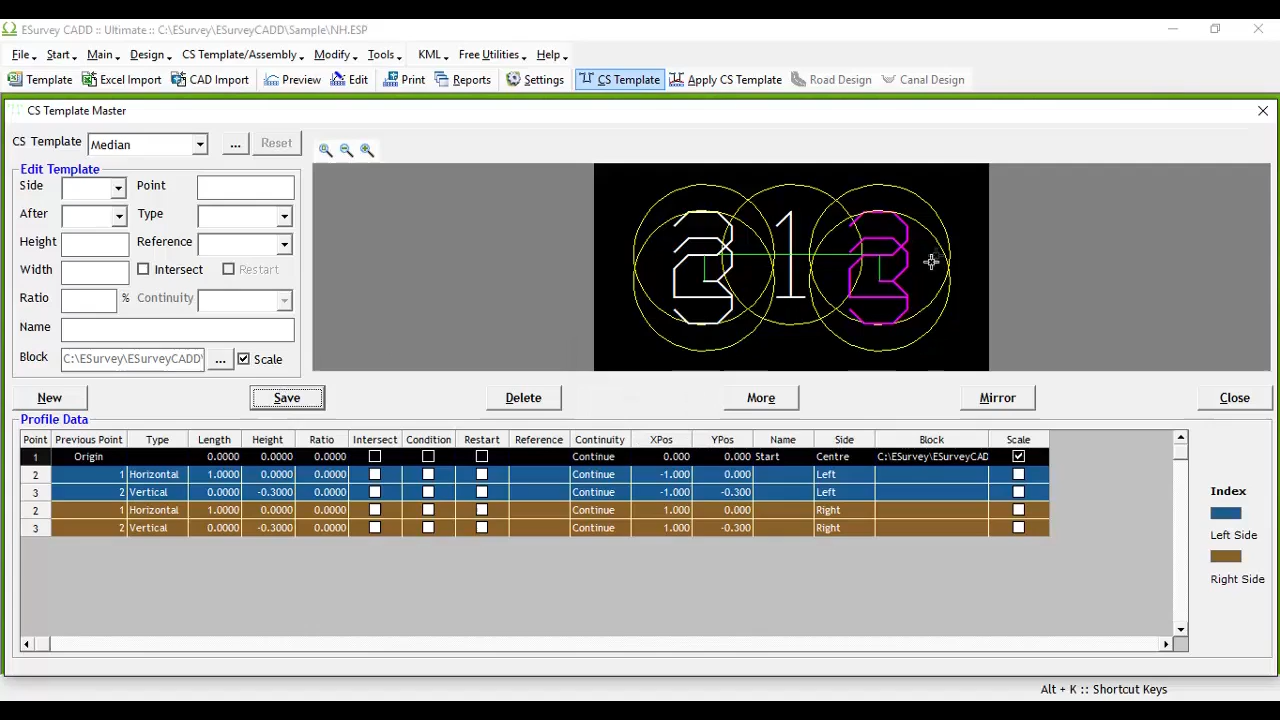 ESurvey CADD :: Ultimate :: C:\ESurvey\ESurveyCADD\Sample\NH.ESP
File Start Main Design CS Template/Assembly Modify Tools KML Free Utilities Help
Template Excel Import CAD Import Preview Edit Print Reports Settings CS Template Apply CS Template Road Design Canal Design
CS Template Master
CS Template Median ... Reset
Edit Template
Side Point
After Type
Height Reference
Width Intersect Restart
Ratio % Continuity
Name
Block C:\ESurvey\ESurveyCADD\ ... Scale
2 1 2
3 3
New Save Delete More Mirror Close
Profile Data
Point Previous Point Type Length Height Ratio Intersect Condition Restart Reference Continuity XPos YPos Name Side Block Scale
1 Origin 0.0000 0.0000 0.0000 Continue 0.000 0.000 Start Centre C:\ESurvey\ESurveyCAD
2 1 Horizontal 1.0000 0.0000 0.0000 Continue -1.000 0.000 Left
3 2 Vertical 0.0000 -0.3000 0.0000 Continue -1.000 -0.300 Left
2 1 Horizontal 1.0000 0.0000 0.0000 Continue 1.000 0.000 Right
3 2 Vertical 0.0000 -0.3000 0.0000 Continue 1.000 -0.300 Right
Index
Left Side
Right Side
Alt + K :: Shortcut Keys